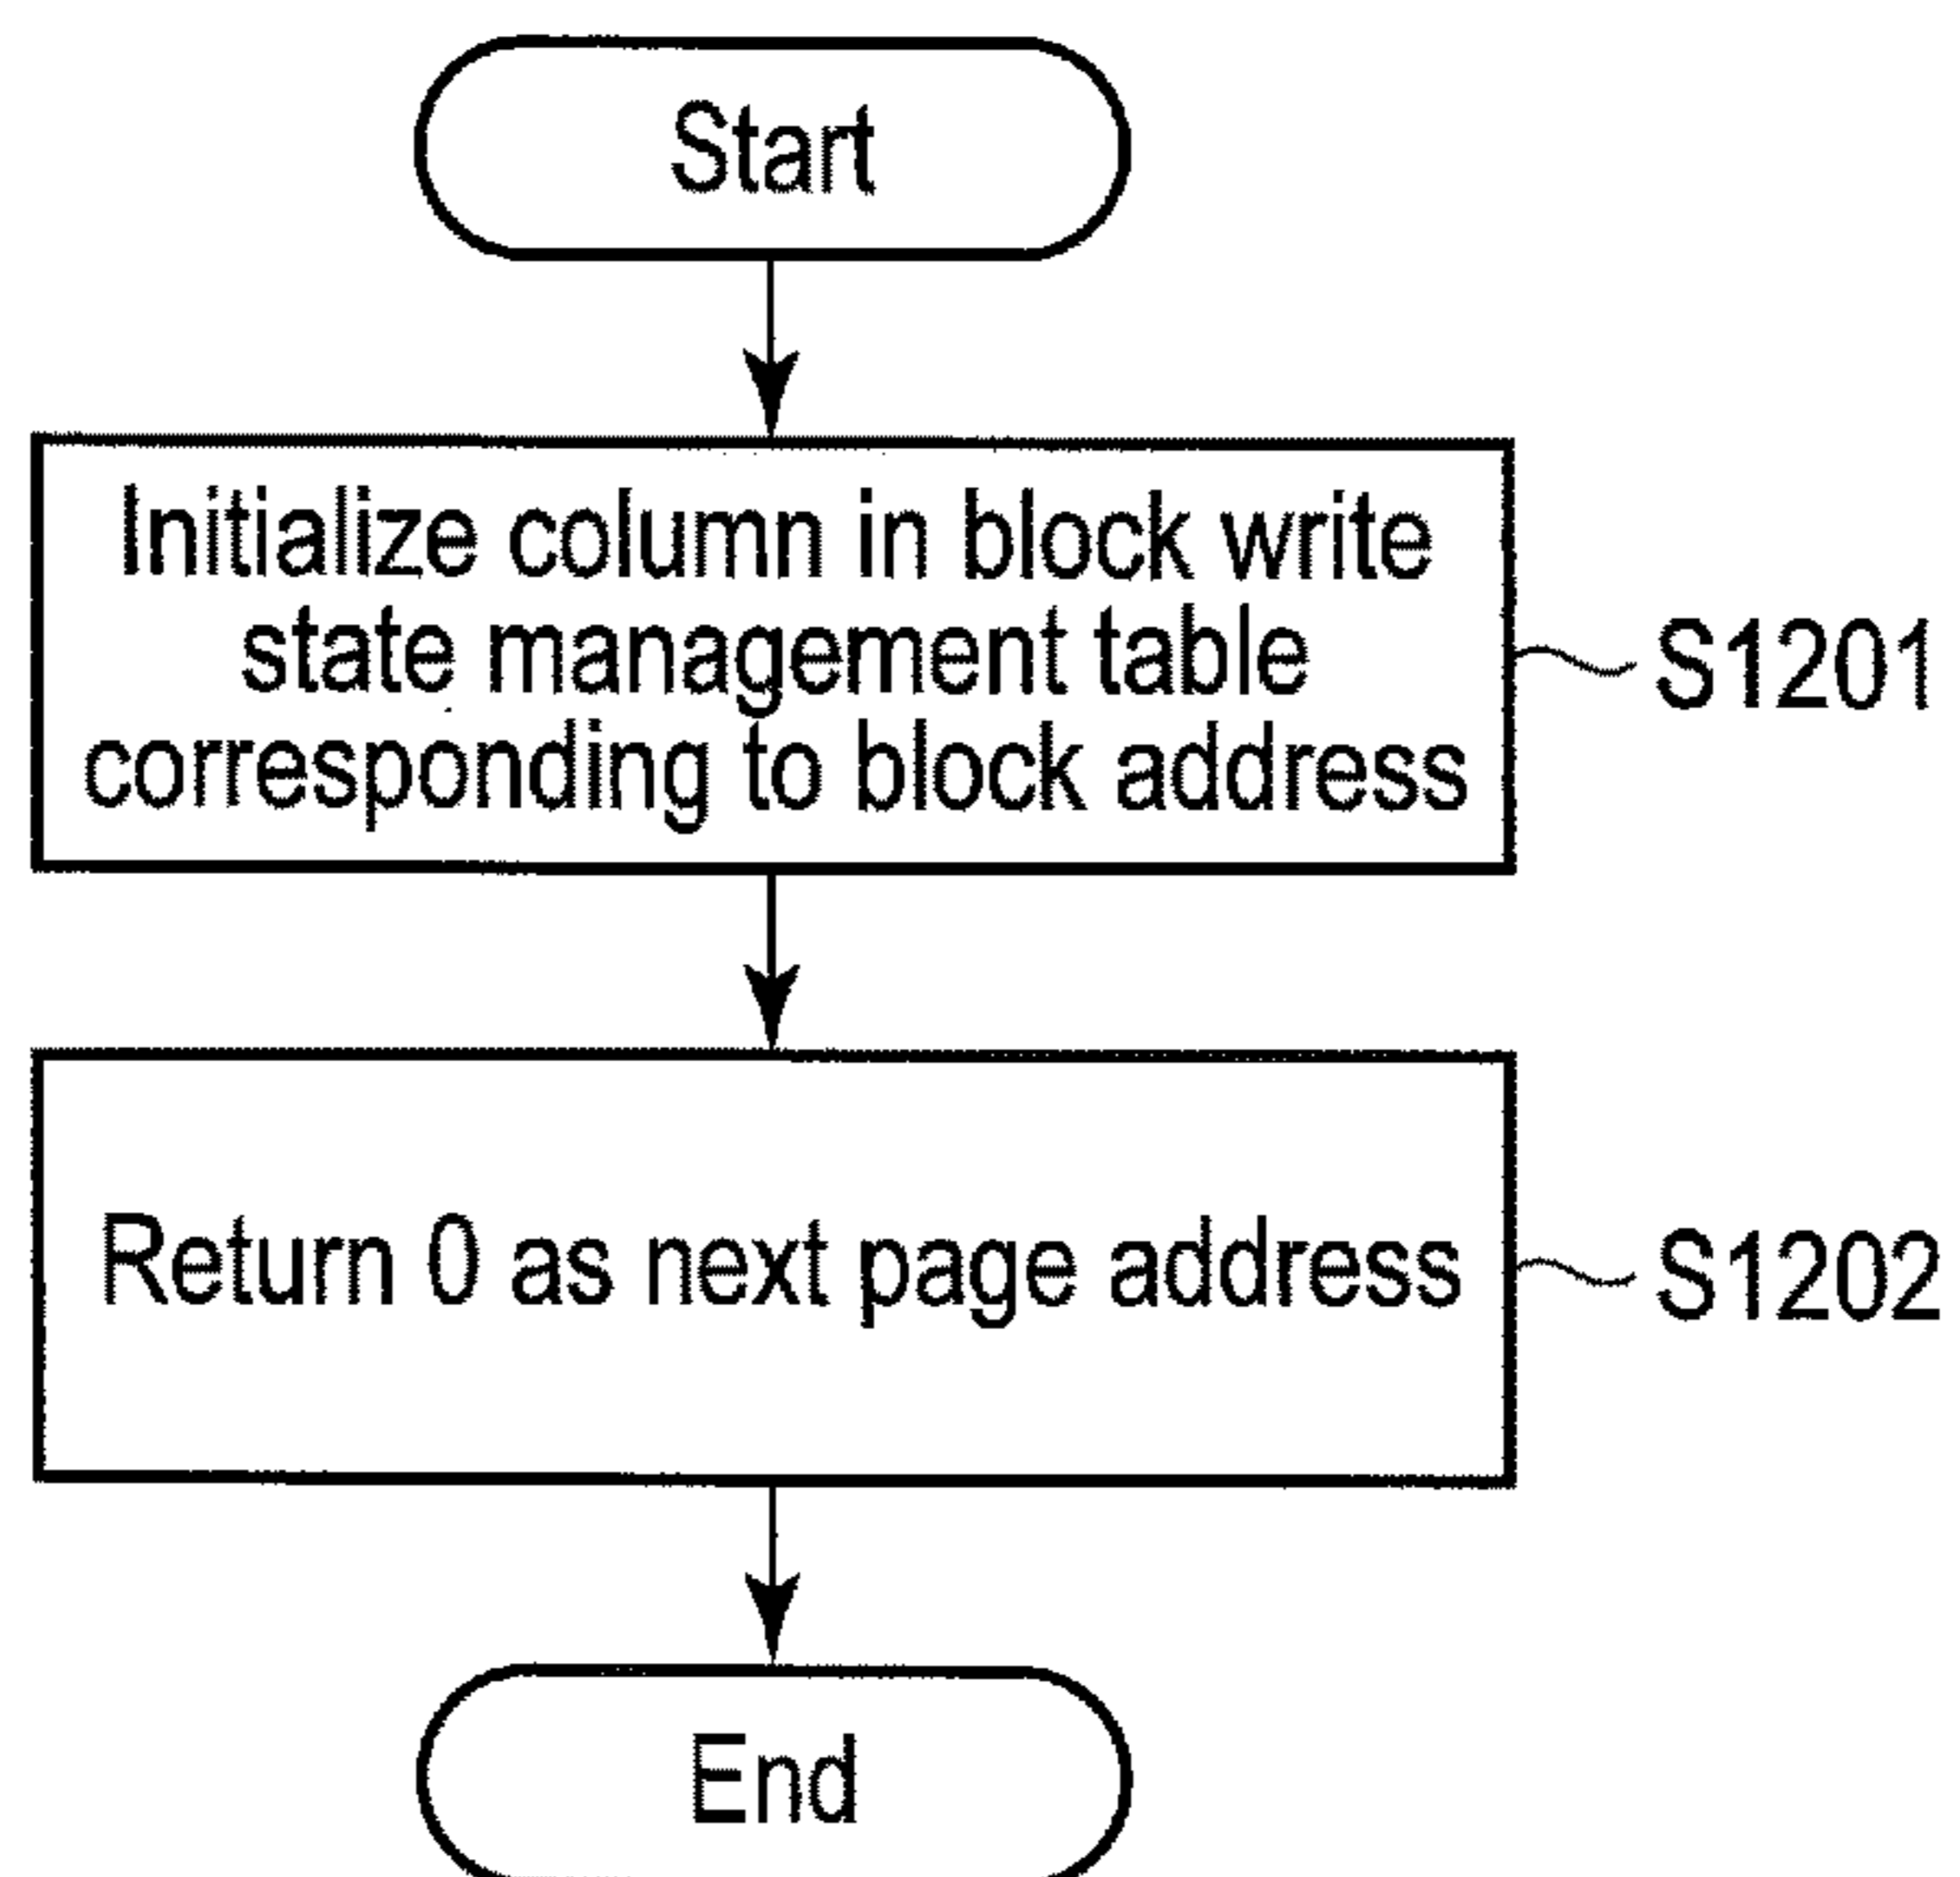 Start
Initialize column in block write
state management table
corresponding to block address
S1201
Return 0 as next page address
S1202
End